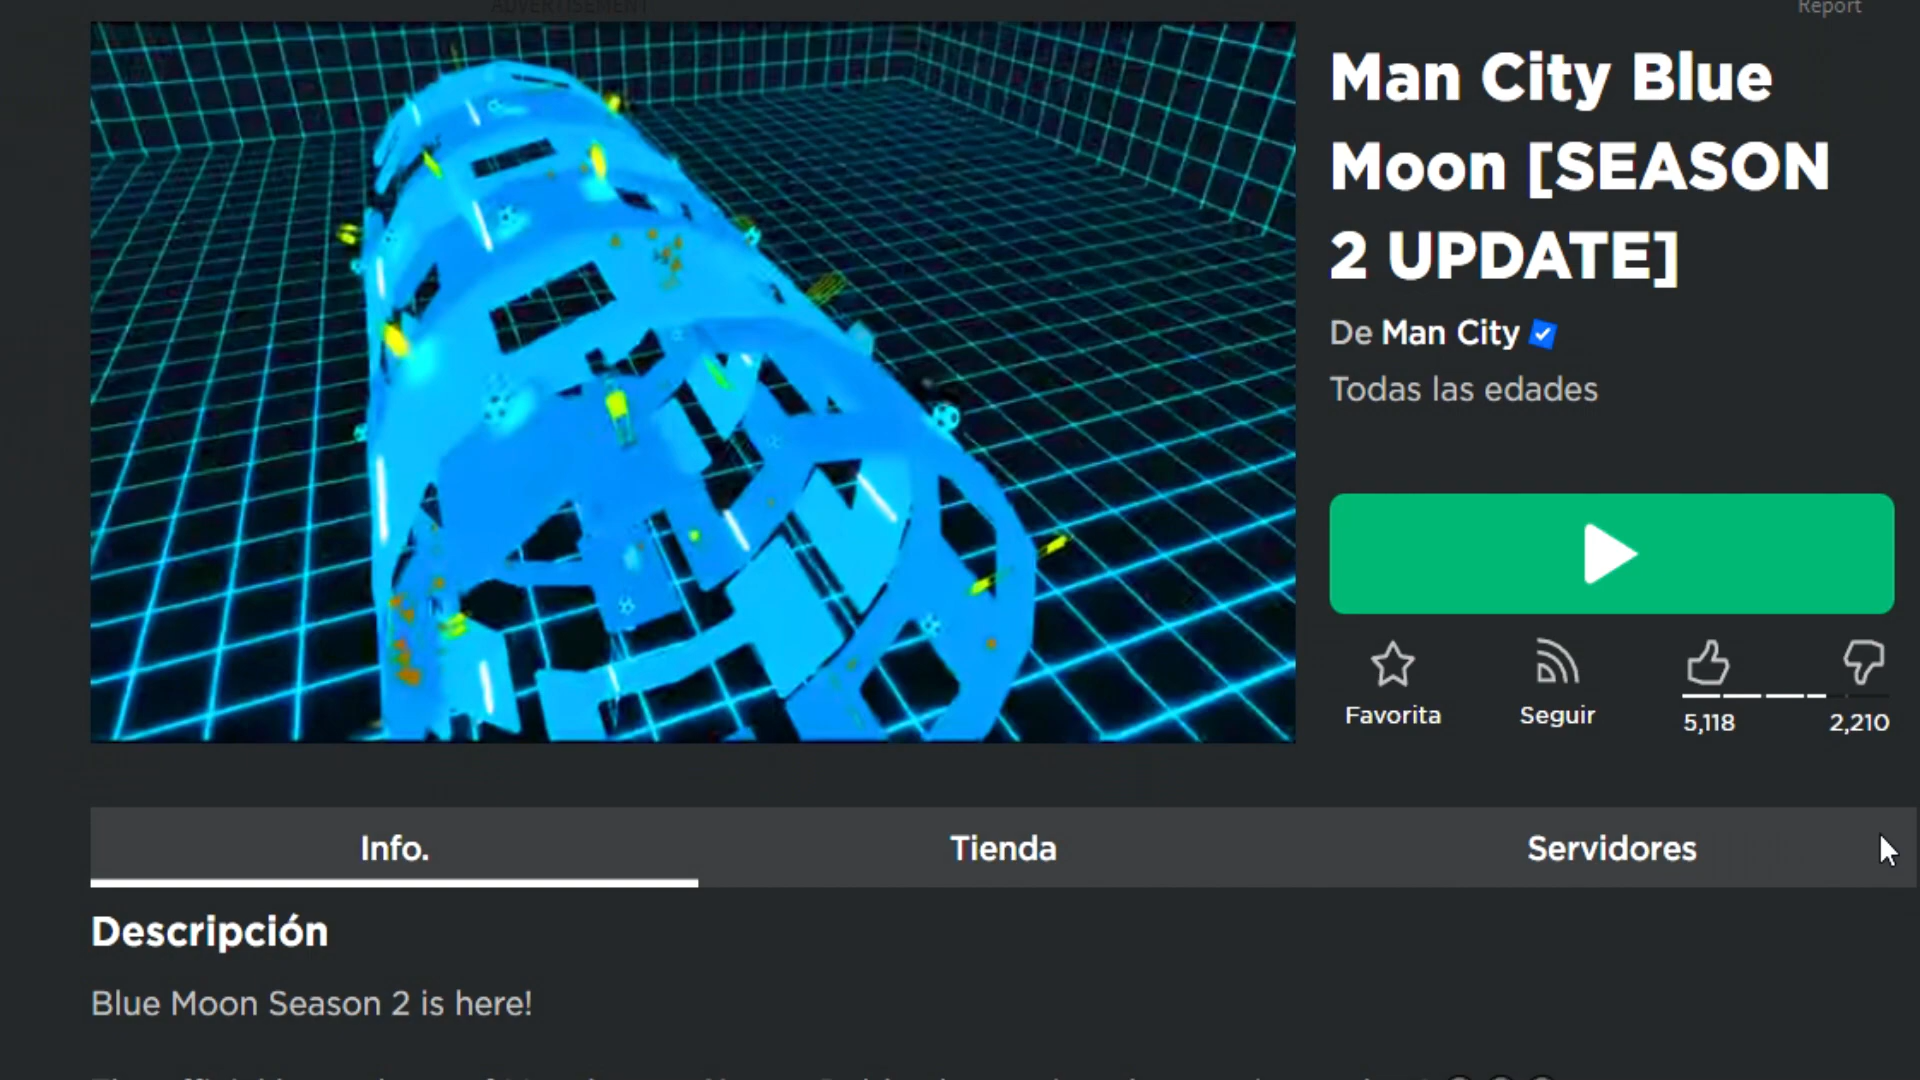 ADVERTISEMENT
Report
Man City Blue
Moon [SEASON
2 UPDATE]
De Man City
Todas las edades
Favorita
Seguir
5,118
2,210
Info.
Tienda
Servidores
Descripción
Blue Moon Season 2 is here!